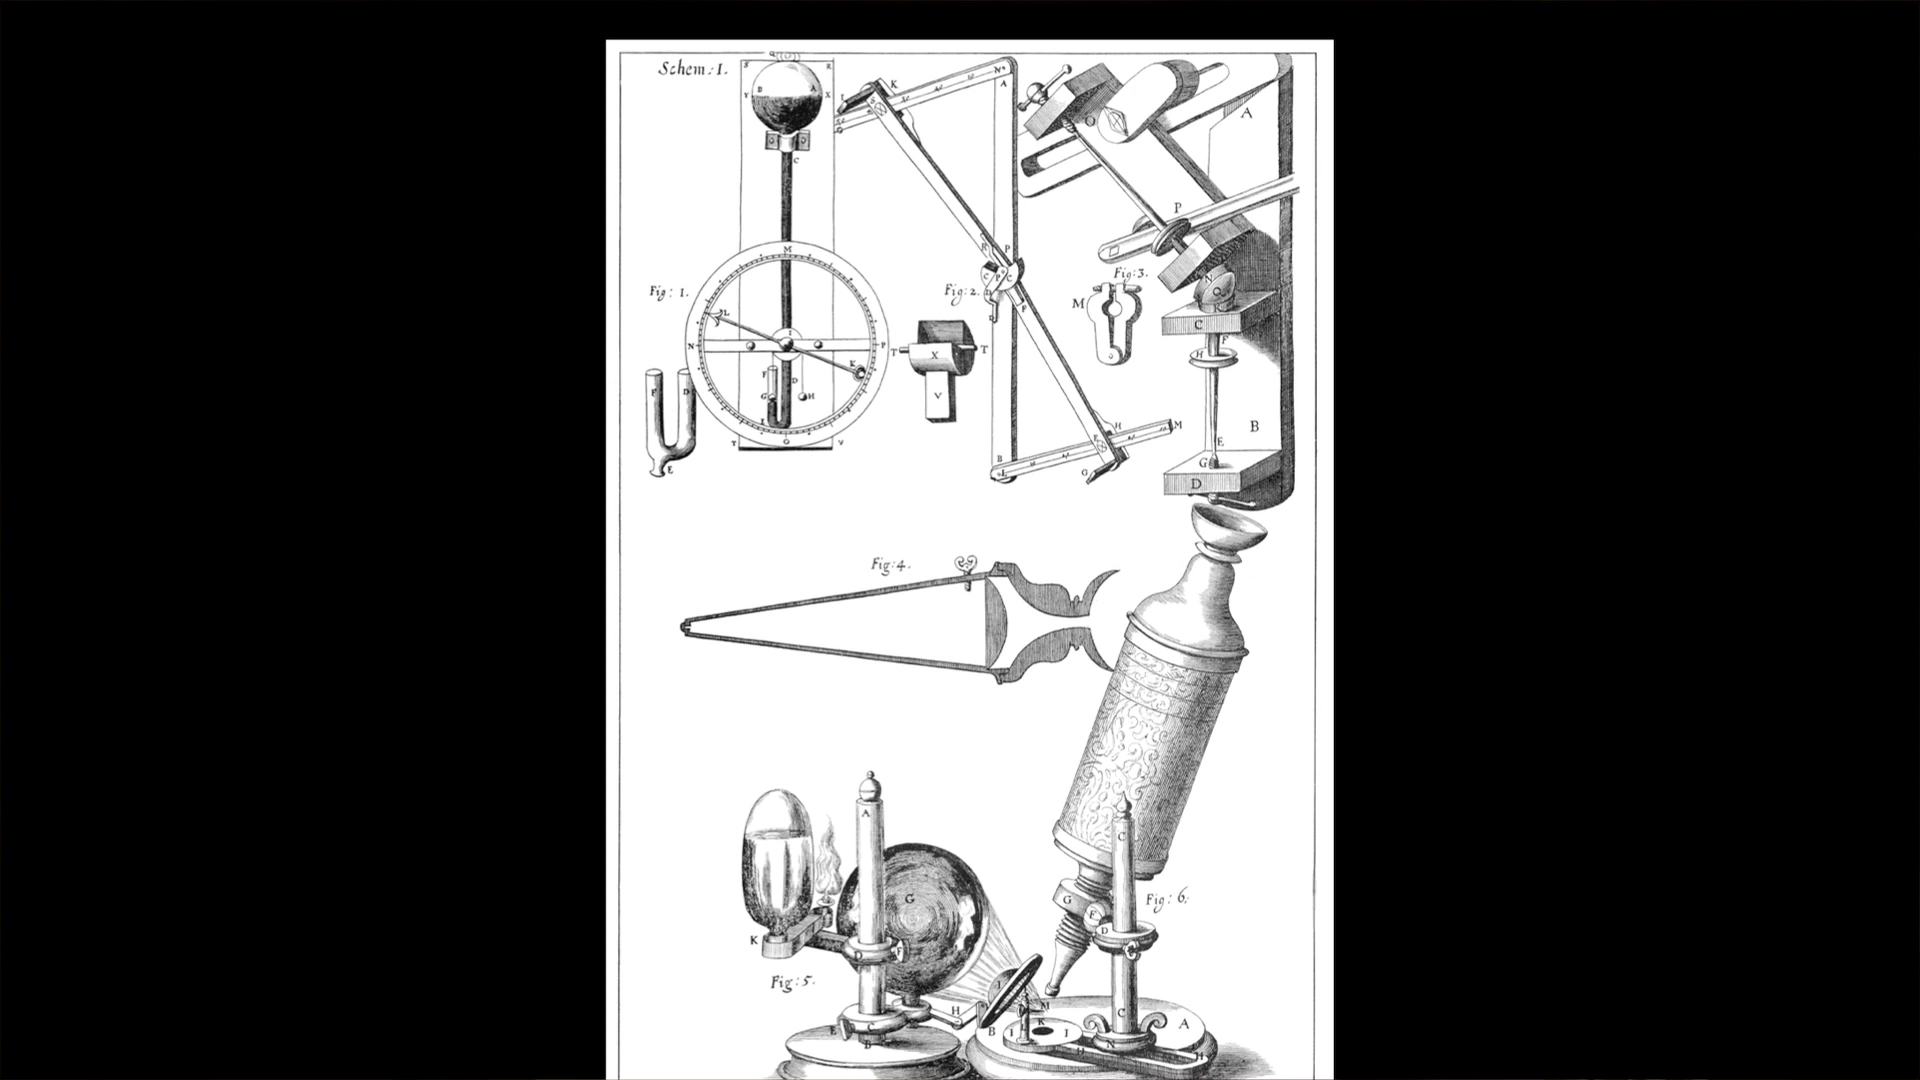 Schem: I.
S R
B A
Y X
C
M
Fig: 1.
L
N I P
K
F D
G H
E
T O V
F D
E
K N
I A
S
R P
C P C
Fig: 2.
D
F
T X T
V
B H M
L E
G
A
O
P
Fig: 3.
M
N
Q
C
F
H
B
E
G
D
Fig: 4.
A
G
K
D F
Fig: 5.
E C
B
H
C
G
F
D
Fig: 6.
I
M
C
B I K I A
N
H H